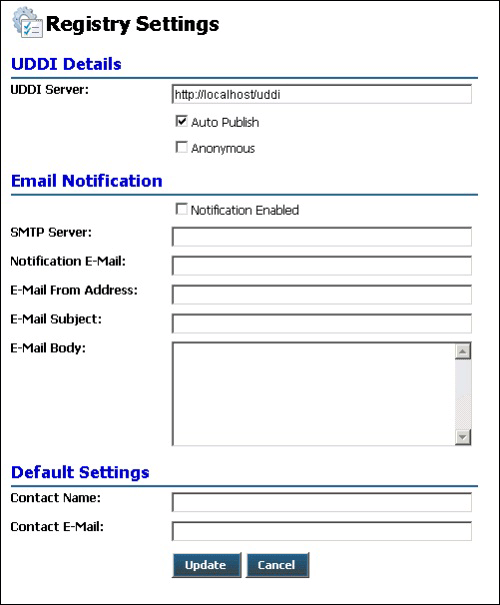 Registry Settings
UDDI Details
UDDI Server: http://localhost/uddi
Auto Publish
Anonymous
Email Notification
Notification Enabled
SMTP Server:
Notification E-Mail:
E-Mail From Address:
E-Mail Subject:
E-Mail Body:
Default Settings
Contact Name:
Contact E-Mail:
Update Cancel